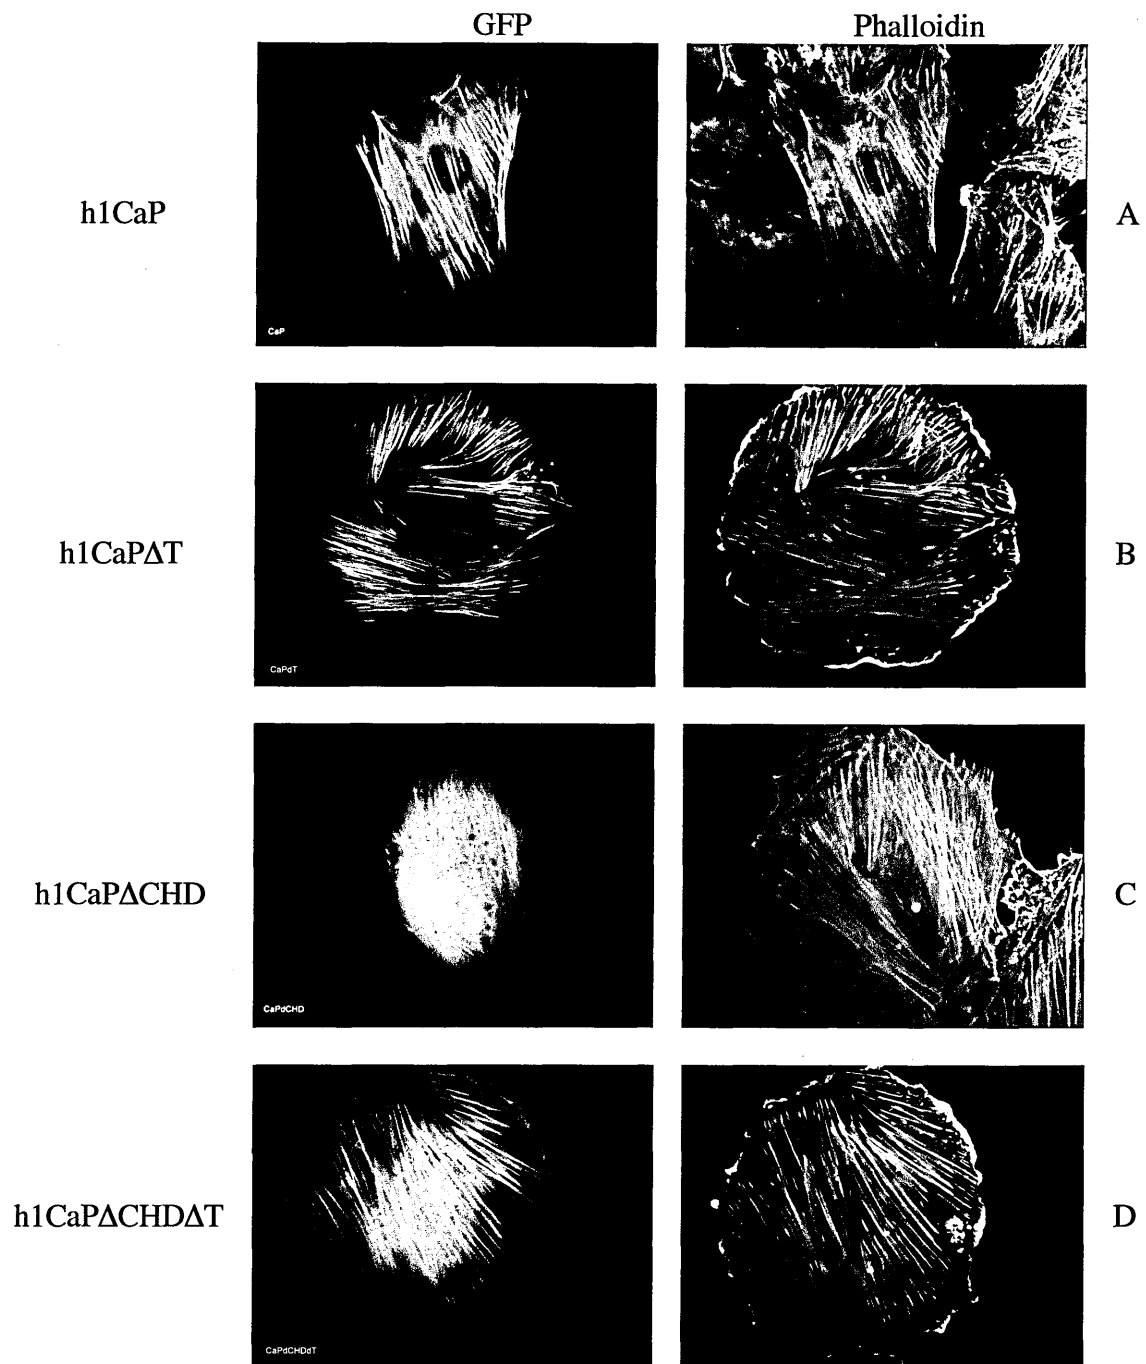 GFP Phalloidin
h1CaP A
CaP
h1CaPΔT B
CaPdT
h1CaPΔCHD C
CaPdCHD
h1CaPΔCHDΔT D
CaPdCHDdT